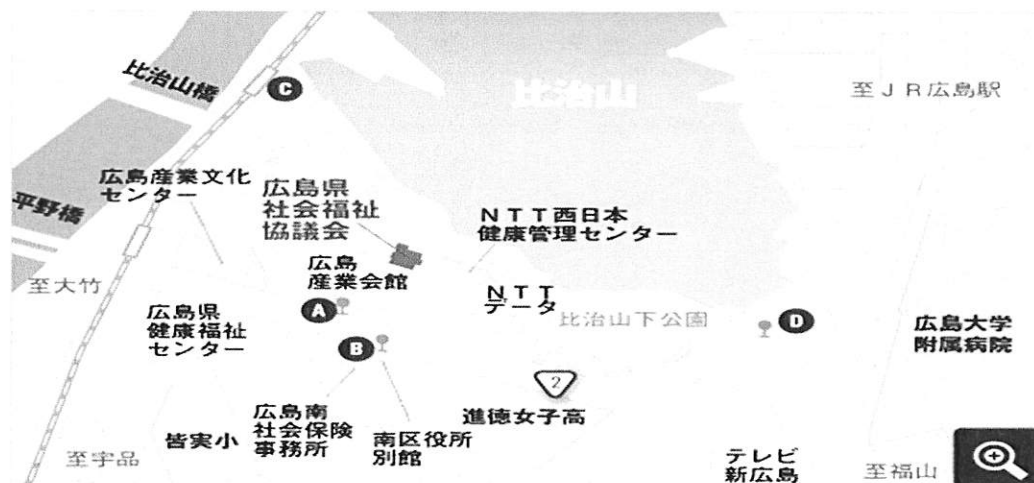 比治山橋
C
比治山
至JR広島駅
平野橋
広島産業文化
センター
広島県
社会福祉
協議会
NTT西日本
健康管理センター
至大竹
広島
産業会館
NTT
データ
広島県
健康福祉
センター
A
比治山下公園
D
広島大学
附属病院
B
2
進徳女子高
広島南
社会保険
事務所
南区役所
別館
皆実小
至宇品
テレビ
新広島
至福山